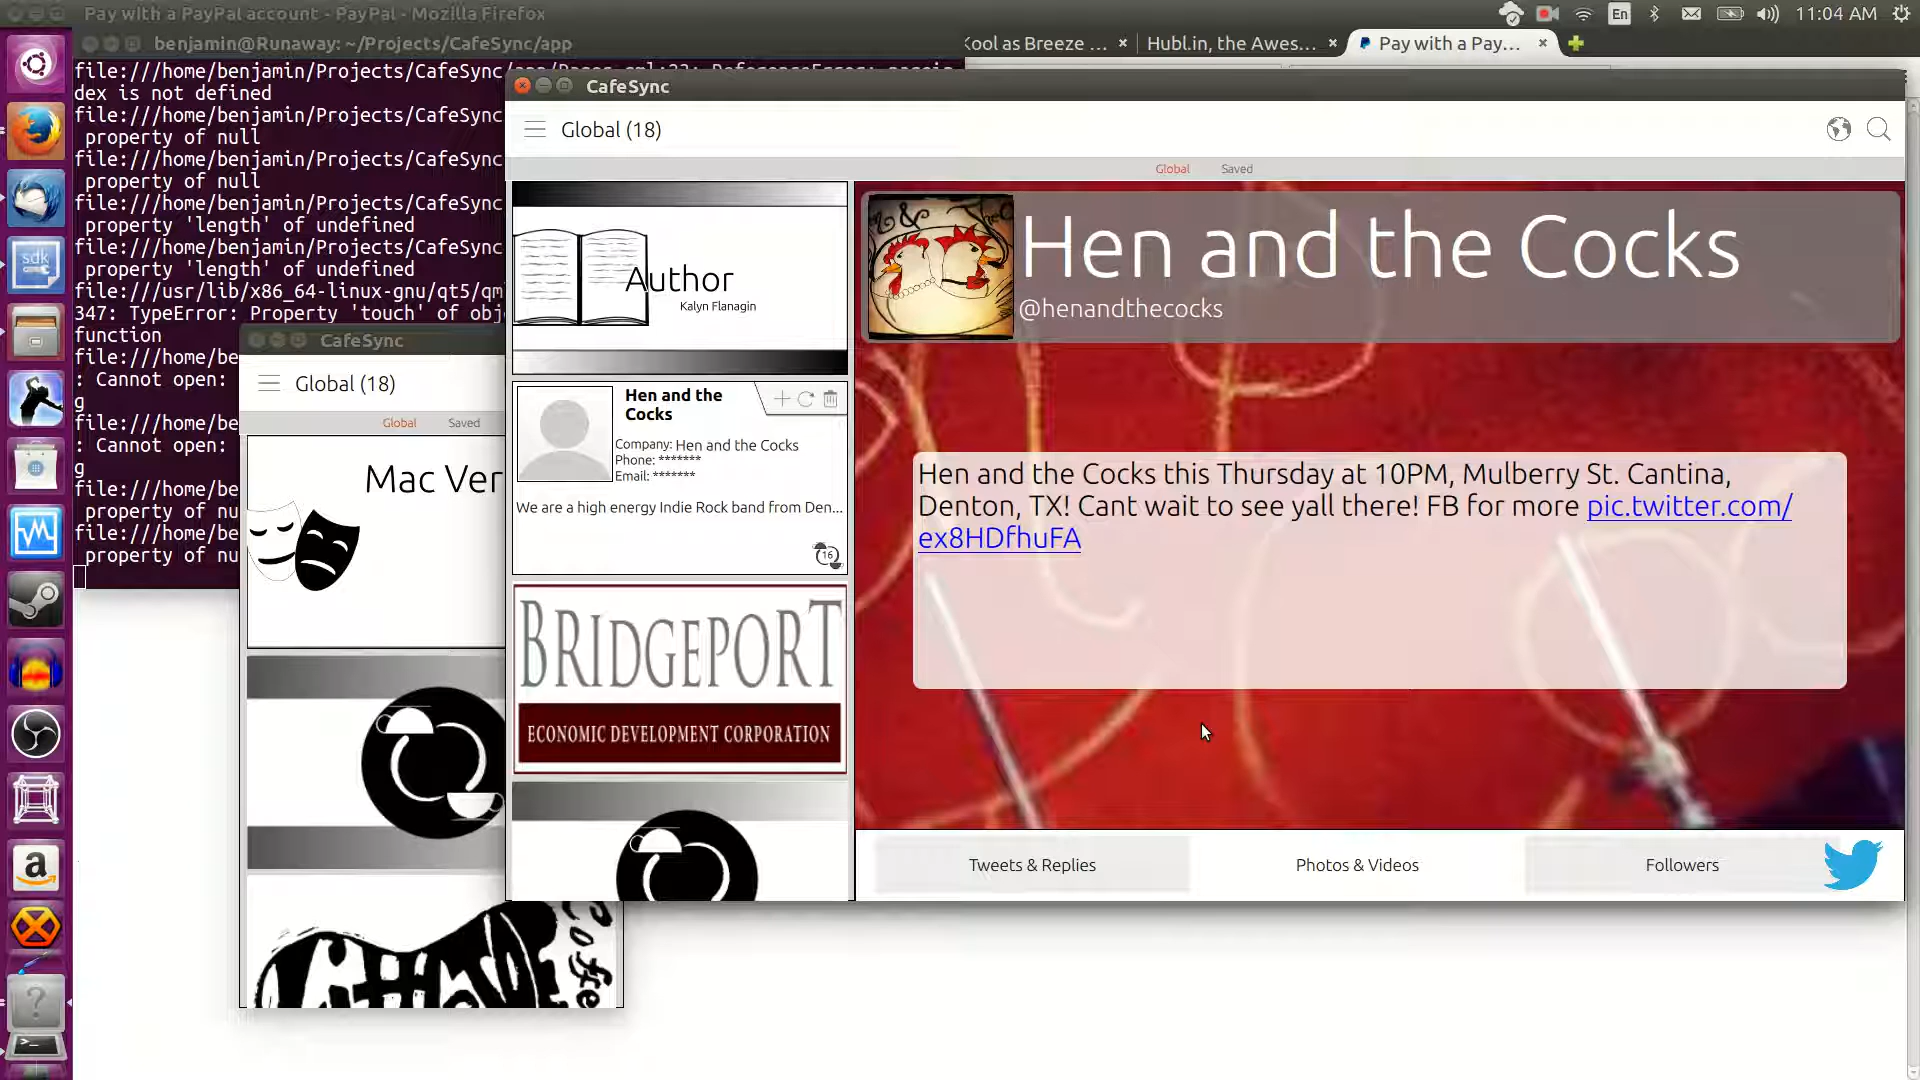 Pay with a PayPal account - PayPal - Mozilla Firefox
En
11:04 AM
benjamin@Runaway: ~/Projects/CafeSync/app
Kool as Breeze ...
Hubl.in, the Awes...
Pay with a Pay...
file:///home/benjamin/Projects/CafeSync/app/
dex is not defined
file:///home/benjamin/Projects/CafeSync
property of null
file:///home/benjamin/Projects/CafeSync
property of null
file:///home/benjamin/Projects/CafeSync
property 'length' of undefined
file:///home/benjamin/Projects/CafeSync
property 'length' of undefined
file:///usr/lib/x86_64-linux-gnu/qt5/qm
347: TypeError: Property 'touch' of obj
function
file:///home/be
: Cannot open:
g
file:///home/be
: Cannot open:
g
file:///home/be
property of nu
file:///home/be
property of nu
CafeSync
Global (18)
Global
Saved
Mac Ver
CafeSync
Global (18)
Global
Saved
Author
Kalyn Flanagin
Hen and the
Cocks
Company: Hen and the Cocks
Phone: *******
Email: *******
We are a high energy Indie Rock band from Den...
16
BRIDGEPORT
ECONOMIC DEVELOPMENT CORPORATION
Hen and the Cocks
@henandthecocks
Hen and the Cocks this Thursday at 10PM, Mulberry St. Cantina,
Denton, TX! Cant wait to see yall there! FB for more pic.twitter.com/
ex8HDfhuFA
Tweets & Replies
Photos & Videos
Followers
sdk
a
?
>_